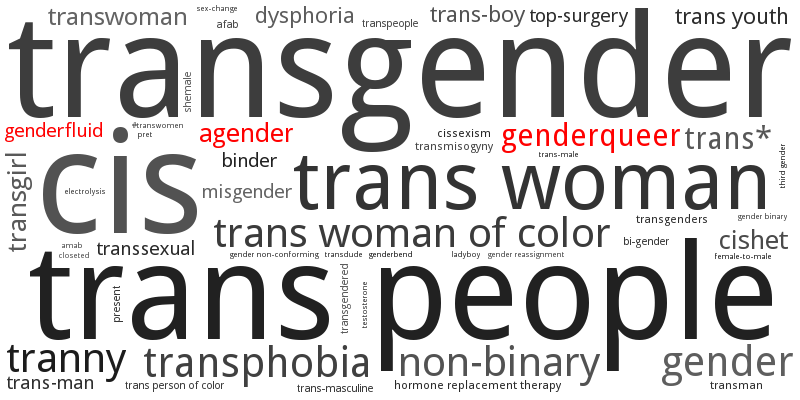 sex-change
transwoman
afab
dysphoria
transpeople
trans-boy
top-surgery
trans youth
transgender
shemale
genderfluid
#transwomen
pret
agender
cissexism
transmisogyny
genderqueer
trans*
trans-male
third gender
transgirl
cis
electrolysis
binder
misgender
trans woman
transgenders
gender binary
trans woman of color
bi-gender
cishet
amab
closeted
transsexual
gender non-conforming
transdude
genderbend
ladyboy
gender reassignment
female-to-male
trans people
present
transgendered
testosterone
tranny
transphobia
non-binary
gender
trans-man
trans person of color
trans-masculine
hormone replacement therapy
transman